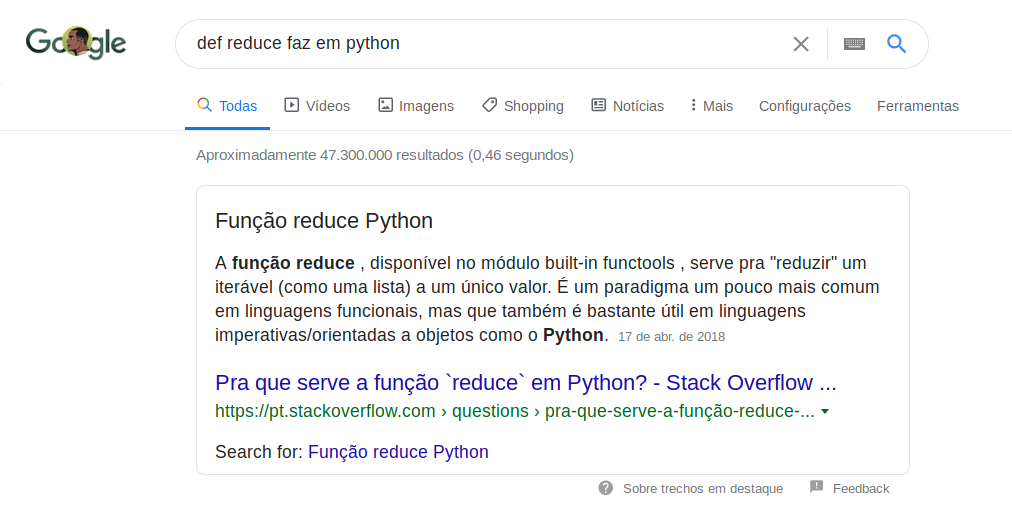 Google
def reduce faz em python
Todas Vídeos Imagens Shopping Notícias Mais Configurações Ferramentas
Aproximadamente 47.300.000 resultados (0,46 segundos)
Função reduce Python
A função reduce , disponível no módulo built-in functools , serve pra "reduzir" um
iterável (como uma lista) a um único valor. É um paradigma um pouco mais comum
em linguagens funcionais, mas que também é bastante útil em linguagens
imperativas/orientadas a objetos como o Python. 17 de abr. de 2018
Pra que serve a função `reduce` em Python? - Stack Overflow ...
https://pt.stackoverflow.com › questions › pra-que-serve-a-função-reduce-...
Search for: Função reduce Python
Sobre trechos em destaque Feedback